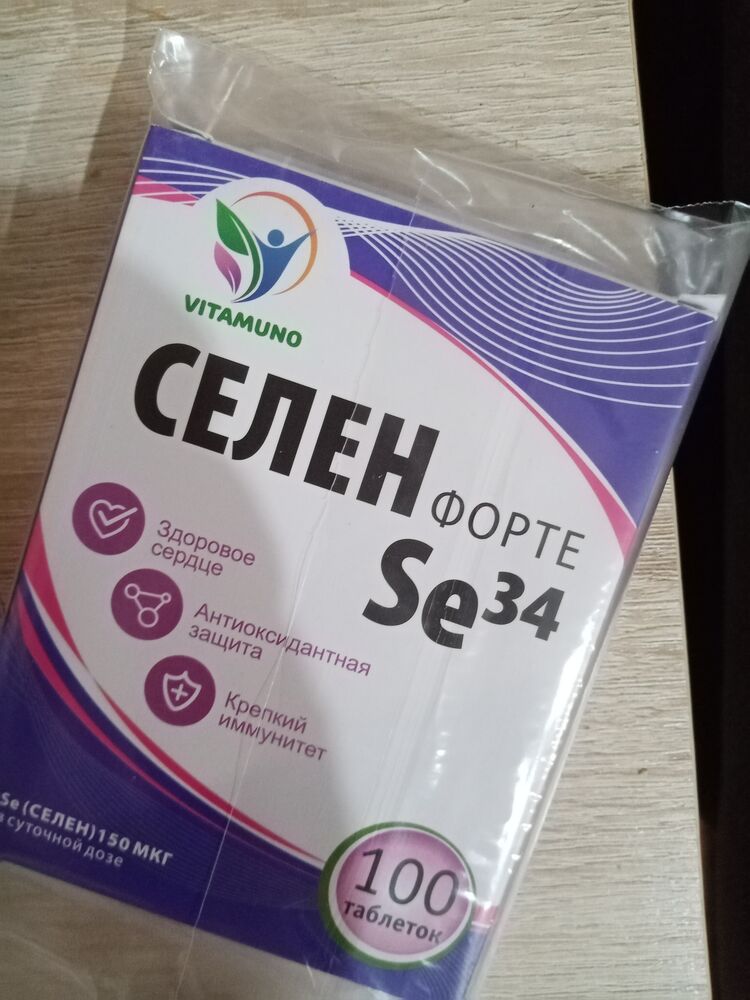 VITAMUNO
СЕЛЕН ФОРТЕ
Se³⁴
Здоровое
сердце
Антиоксидантная
защита
Крепкий
иммунитет
Se (СЕЛЕН) 150 МКГ
в суточной дозе
100
таблеток